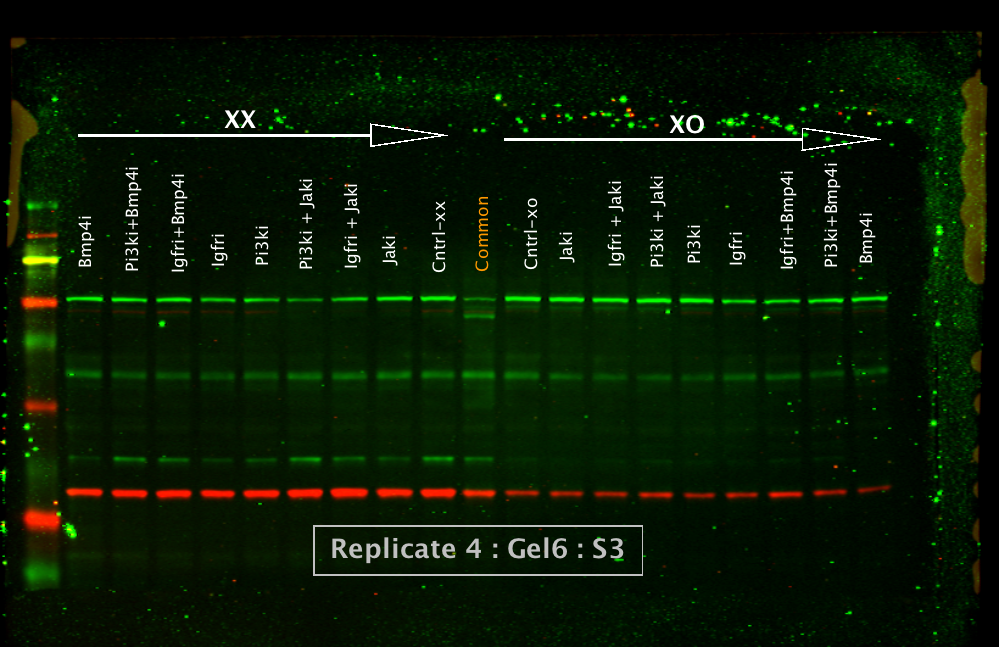 XX
XO
Bmp4i
Pi3ki+Bmp4i
Igfri+Bmp4i
Igfri
Pi3ki
Pi3ki + Jaki
Igfri + Jaki
Jaki
Cntrl-xx
Common
Cntrl-xo
Jaki
Igfri + Jaki
Pi3ki + Jaki
Pi3ki
Igfri
Igfri+Bmp4i
Pi3ki+Bmp4i
Bmp4i
Replicate 4 : Gel6 : S3